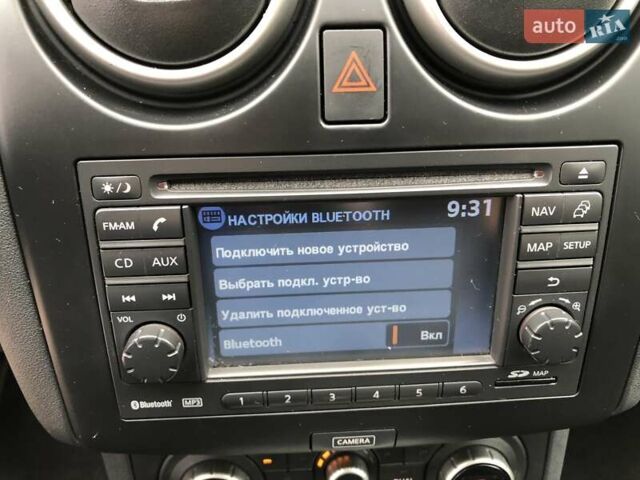 auto RIA .com
НАСТРОЙКИ BLUETOOTH 9:31
Подключить новое устройство
Выбрать подкл. устр-во
Удалить подключенное уст-во
Bluetooth Вкл
FM·AM
CD AUX
VOL
NAV
MAP SETUP
Bluetooth MP3
1 2 3 4 5 6
SD MAP
CAMERA